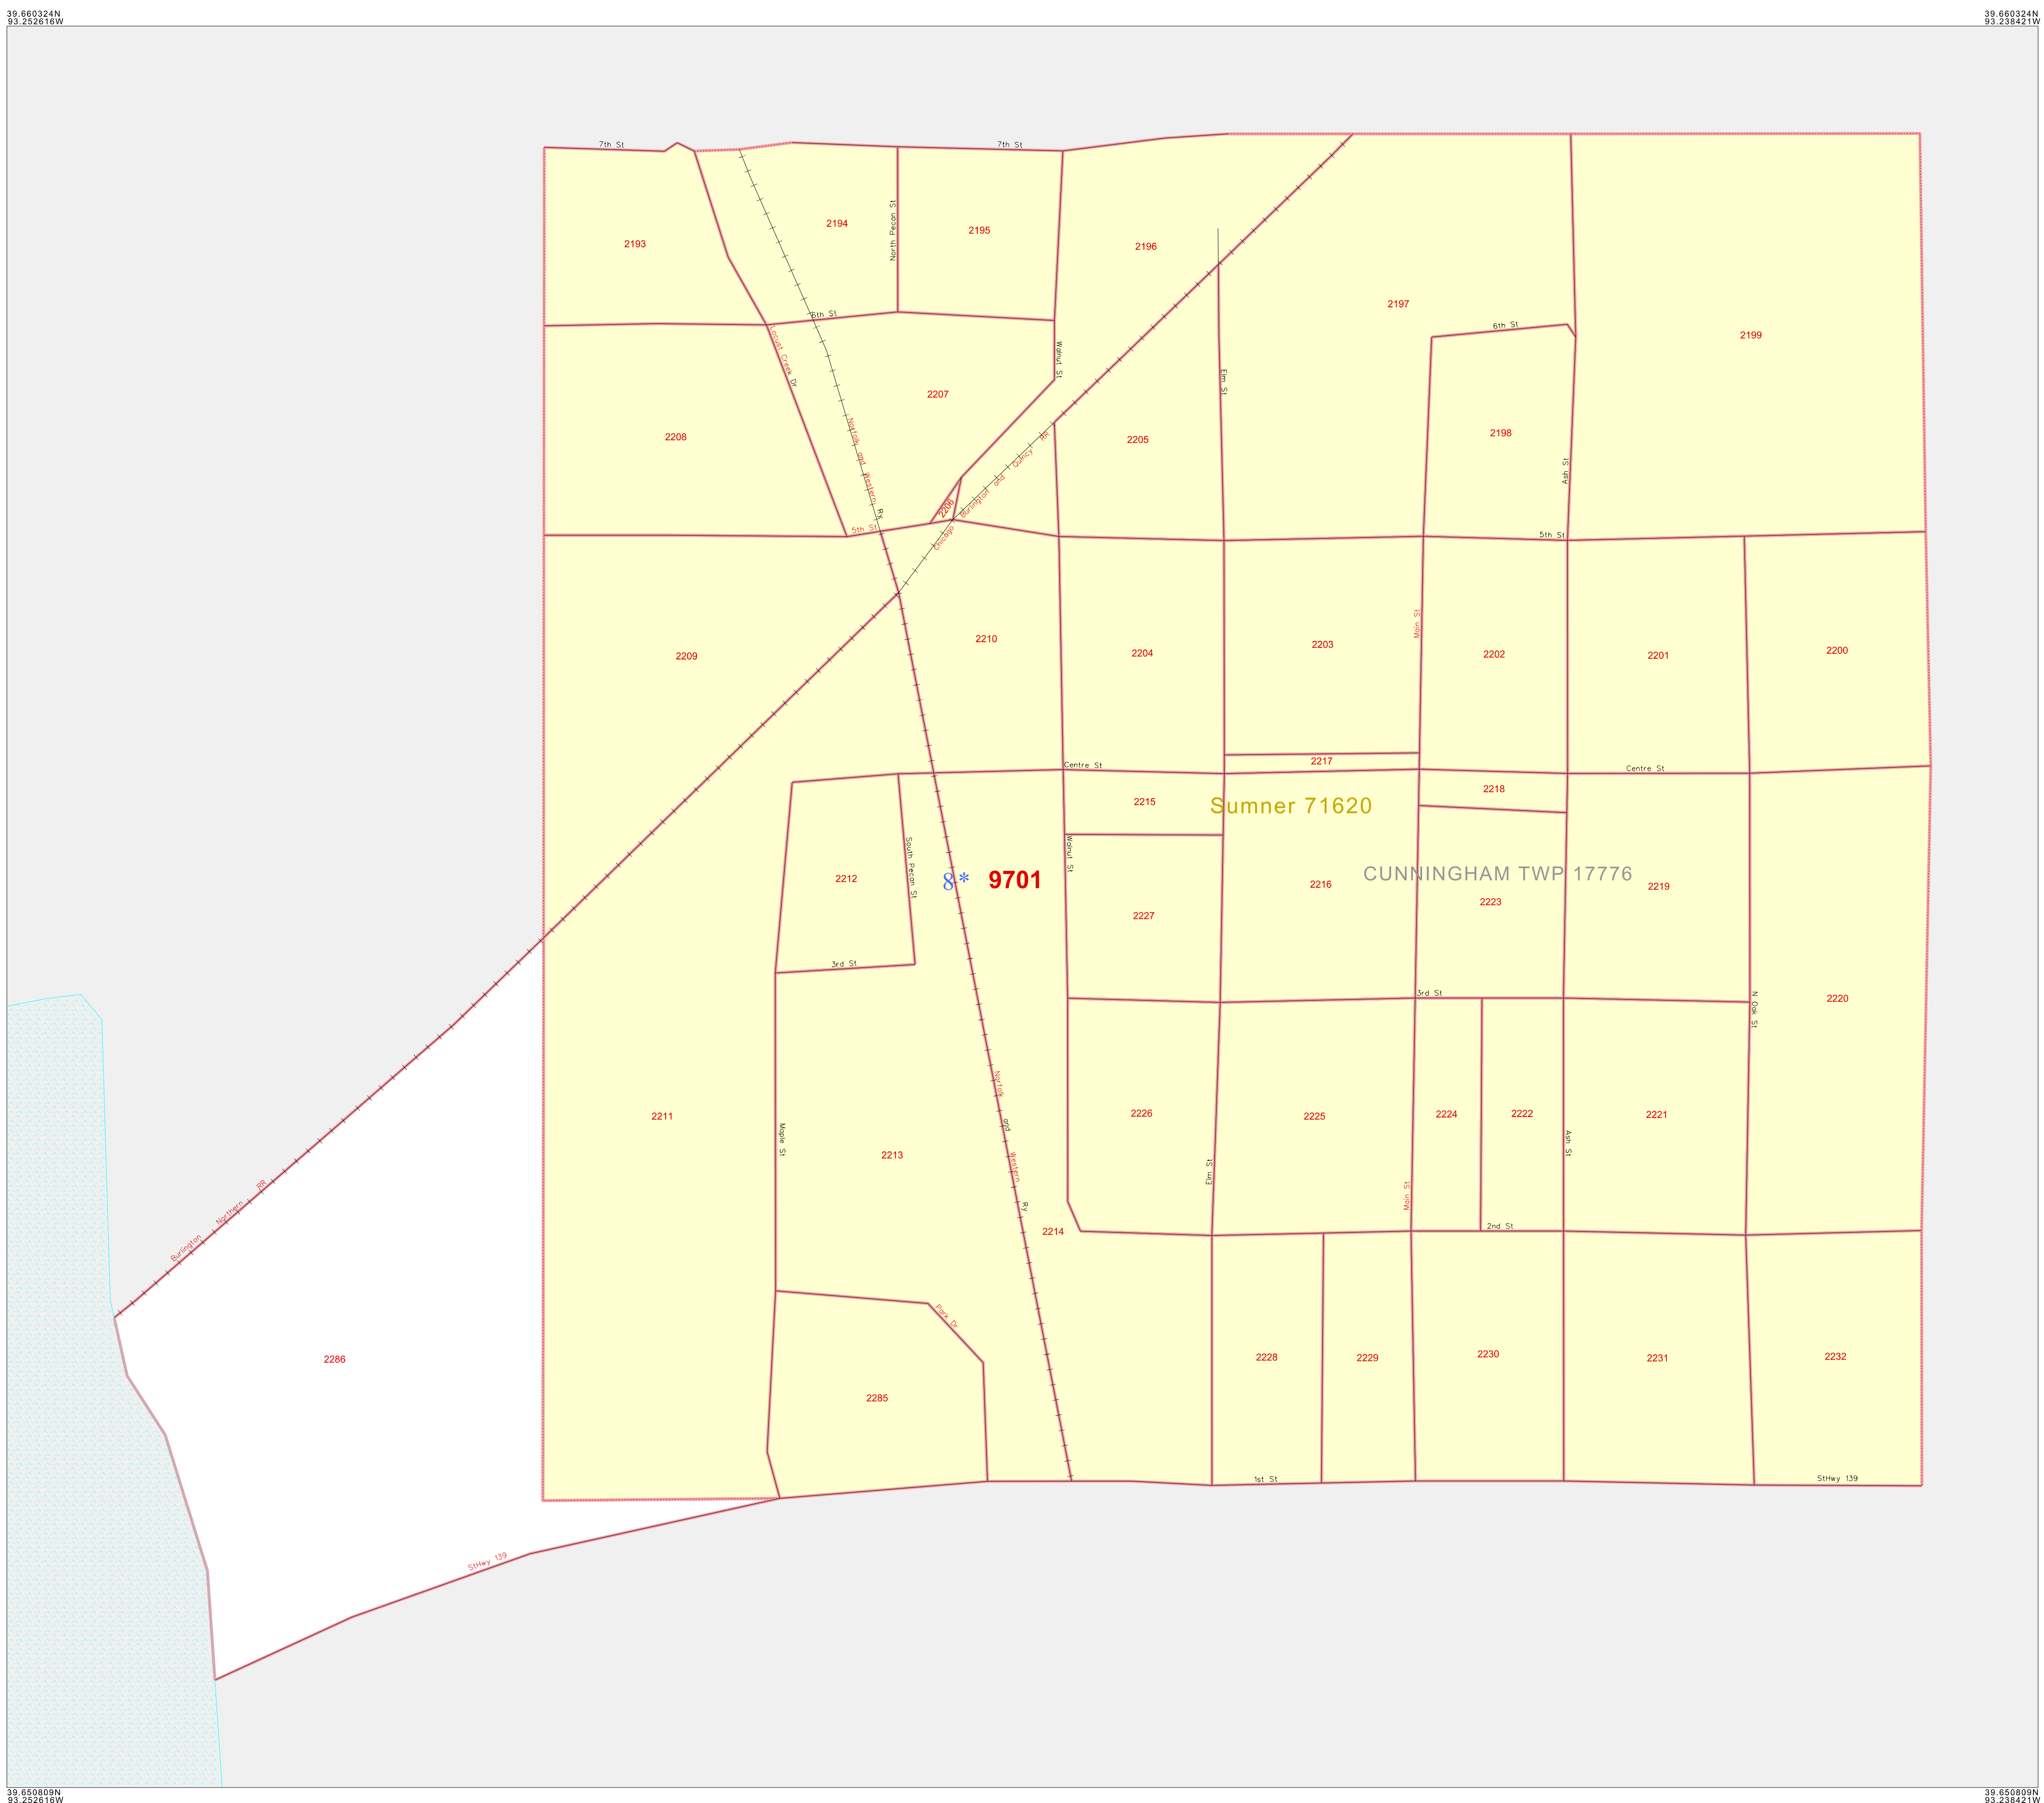 39.660324N
93.252616W
39.660324N
93.238421W
7th St
7th St
North Pecan St
2193
2194
2195
2196
2197
2199
6th St
6th St
Locust Creek Dr
Walnut St
Elm St
2207
2208
2205
2198
Ash St
Norfolk and Western Ry
Chicago Burlington and Quincy RR
2206
5th St
5th St
Main St
2209
2210
2204
2203
2202
2201
2200
2217
Centre St
Centre St
2218
2215
Sumner 71620
Walnut St
South Pecan St
2212
8*
9701
CUNNINGHAM TWP 17776
2216
2219
2223
2227
3rd St
3rd St
N Oak St
2220
Norfolk and Western Ry
2211
2226
2225
2224
2222
2221
Maple St
2213
Ash St
Elm St
Main St
Burlington Northern RR
2214
2nd St
Park Dr
2286
2228
2229
2230
2231
2232
2285
1st St
StHwy 139
StHwy 139
39.650809N
93.252616W
39.650809N
93.238421W